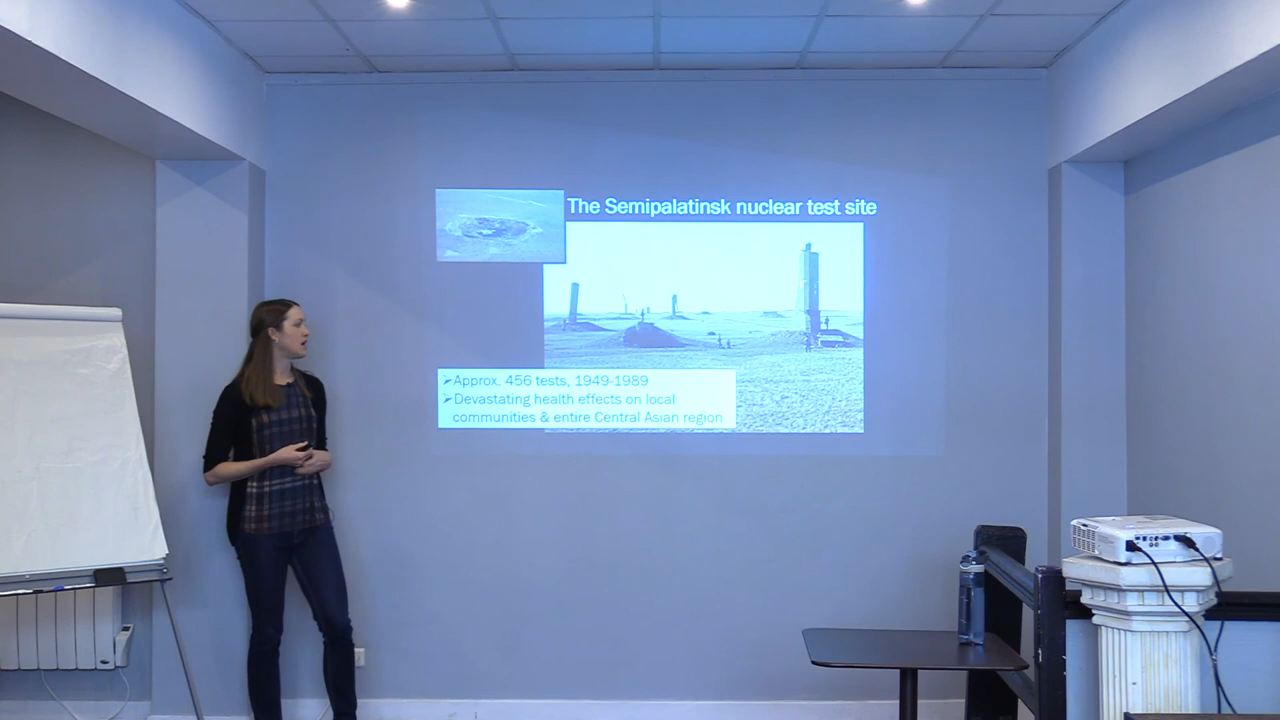 The Semipalatinsk nuclear test site
➢Approx. 456 tests, 1949-1989
➢Devastating health effects on local
communities & entire Central Asian region